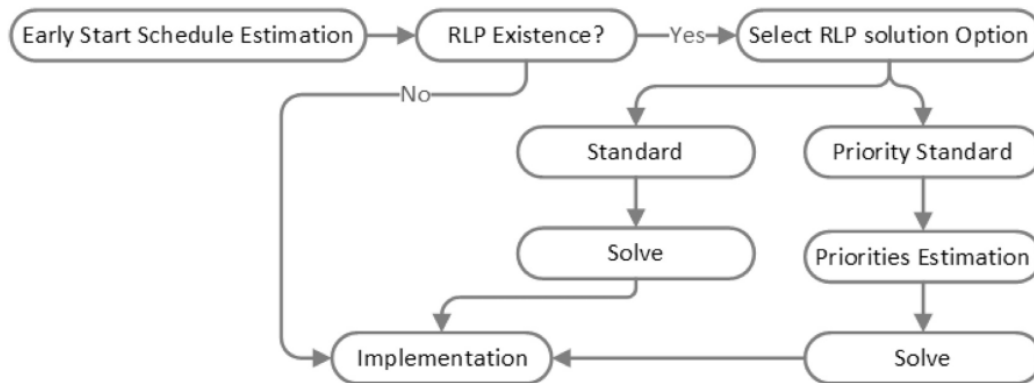 Early Start Schedule Estimation
RLP Existence?
Yes
Select RLP solution Option
No
Standard
Priority Standard
Solve
Priorities Estimation
Implementation
Solve